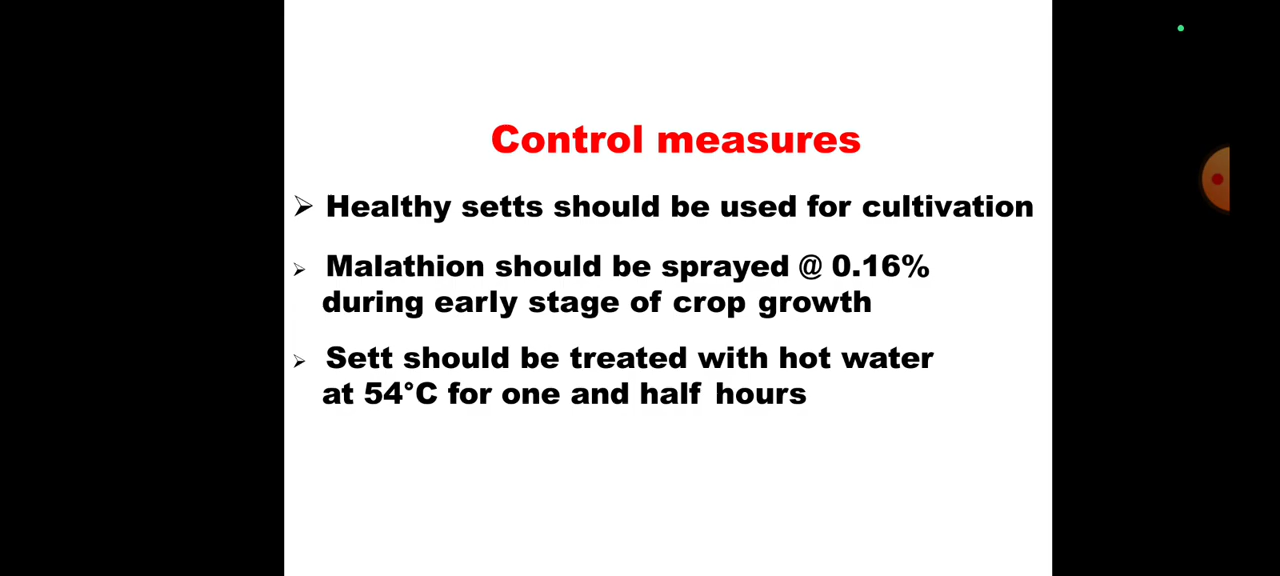 Control measures
➢ Healthy setts should be used for cultivation
➢ Malathion should be sprayed @ 0.16%
during early stage of crop growth
➢ Sett should be treated with hot water
at 54°C for one and half hours